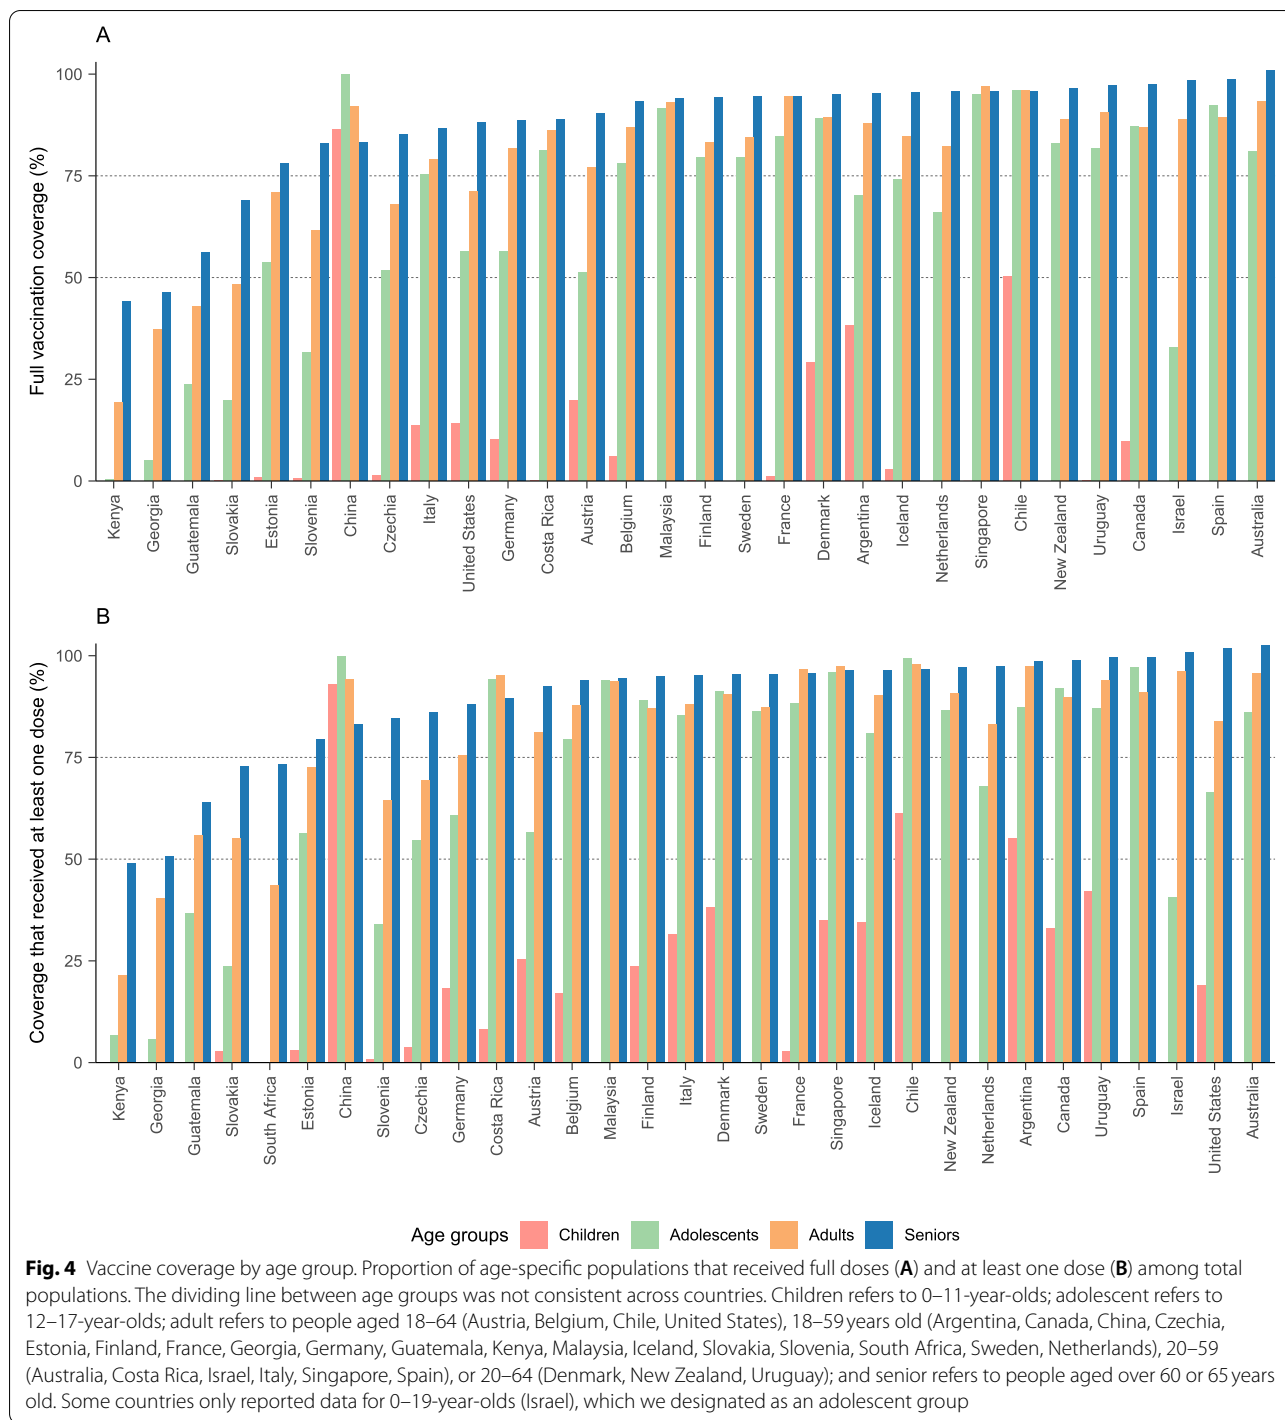 A
Full vaccination coverage (%)
100
75
50
25
0
Kenya
Georgia
Guatemala
Slovakia
Estonia
Slovenia
China
Czechia
Italy
United States
Germany
Costa Rica
Austria
Belgium
Malaysia
Finland
Sweden
France
Denmark
Argentina
Iceland
Netherlands
Singapore
Chile
New Zealand
Uruguay
Canada
Israel
Spain
Australia
B
Coverage that received at least one dose (%)
100
75
50
25
0
Kenya
Georgia
Guatemala
Slovakia
South Africa
Estonia
China
Slovenia
Czechia
Germany
Costa Rica
Austria
Belgium
Malaysia
Finland
Italy
Denmark
Sweden
France
Singapore
Iceland
Chile
New Zealand
Netherlands
Argentina
Canada
Uruguay
Spain
Israel
United States
Australia
Age groups Children Adolescents Adults Seniors
Fig. 4 Vaccine coverage by age group. Proportion of age-specific populations that received full doses (A) and at least one dose (B) among total
populations. The dividing line between age groups was not consistent across countries. Children refers to 0–11-year-olds; adolescent refers to
12–17-year-olds; adult refers to people aged 18–64 (Austria, Belgium, Chile, United States), 18–59 years old (Argentina, Canada, China, Czechia,
Estonia, Finland, France, Georgia, Germany, Guatemala, Kenya, Malaysia, Iceland, Slovakia, Slovenia, South Africa, Sweden, Netherlands), 20–59
(Australia, Costa Rica, Israel, Italy, Singapore, Spain), or 20–64 (Denmark, New Zealand, Uruguay); and senior refers to people aged over 60 or 65 years
old. Some countries only reported data for 0–19-year-olds (Israel), which we designated as an adolescent group